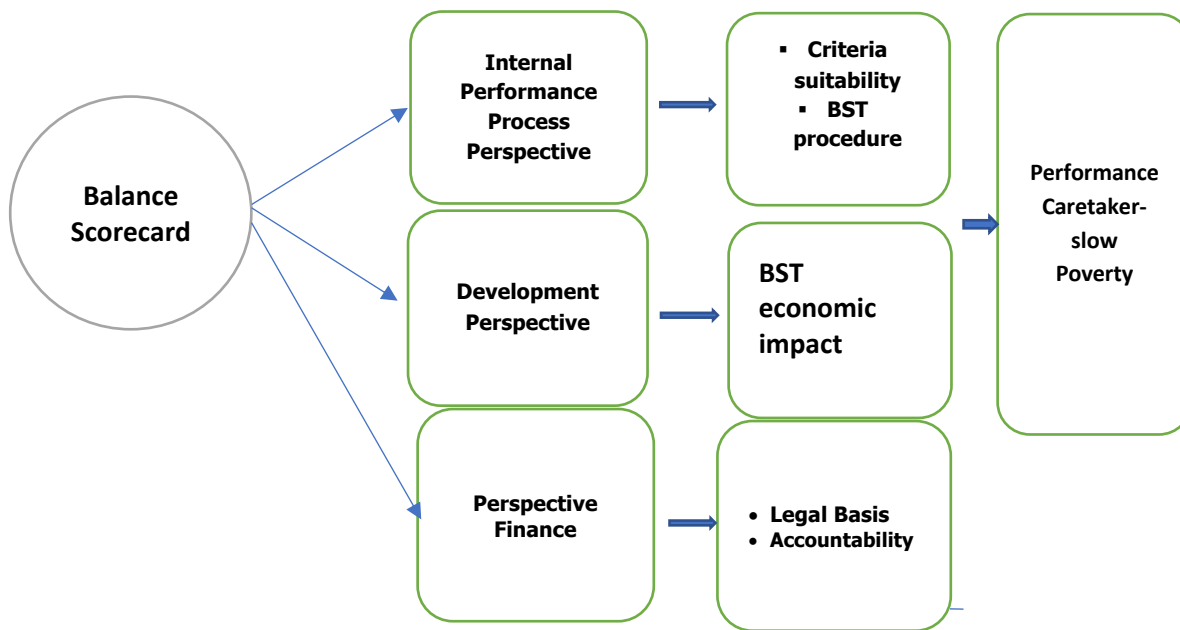 Balance
Scorecard
Internal
Performance
Process
Perspective
▪ Criteria
suitability
▪ BST
procedure
Development
Perspective
BST
economic
impact
Perspective
Finance
• Legal Basis
• Accountability
Performance
Caretaker-
slow
Poverty